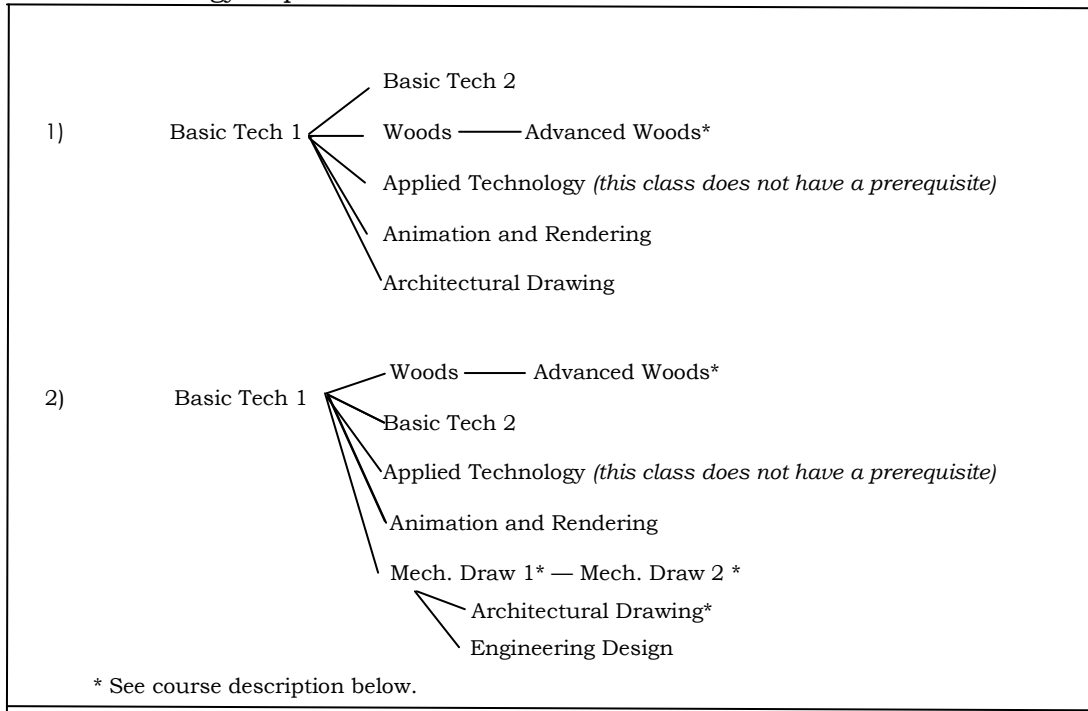 Basic Tech 2
1) Basic Tech 1 Woods Advanced Woods*
Applied Technology (this class does not have a prerequisite)
Animation and Rendering
Architectural Drawing
Woods Advanced Woods*
2) Basic Tech 1
Basic Tech 2
Applied Technology (this class does not have a prerequisite)
Animation and Rendering
Mech. Draw 1* — Mech. Draw 2 *
Architectural Drawing*
Engineering Design
* See course description below.